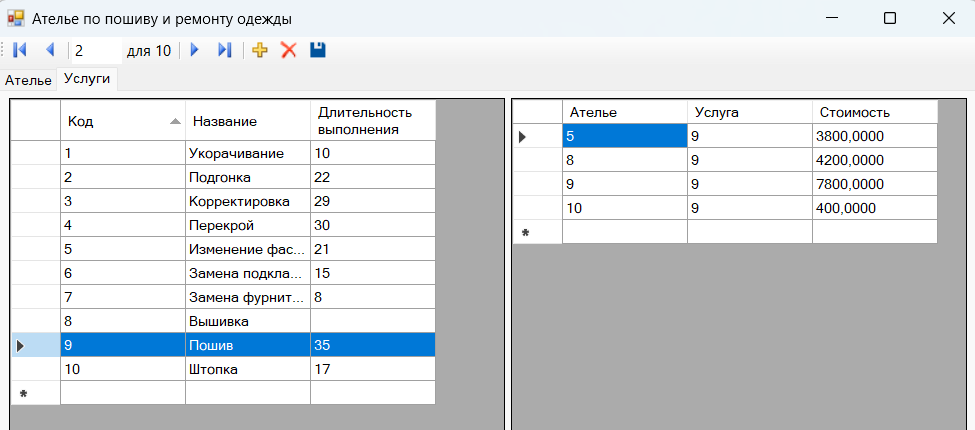 Ателье по пошиву и ремонту одежды
2 для 10
Ателье Услуги
Код Название Длительность выполнения
1 Укорачивание 10
2 Подгонка 22
3 Корректировка 29
4 Перекрой 30
5 Изменение фас... 21
6 Замена подкла... 15
7 Замена фурнит... 8
8 Вышивка
9 Пошив 35
10 Штопка 17
*
Ателье Услуга Стоимость
5 9 3800,0000
8 9 4200,0000
9 9 7800,0000
10 9 400,0000
*